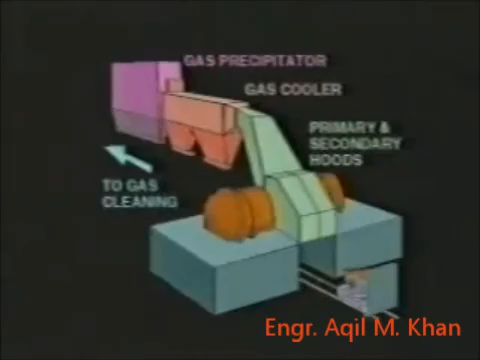 GAS PRECIPITATOR
GAS COOLER
PRIMARY &
SECONDARY
HOODS
TO GAS
CLEANING
Engr. Aqil M. Khan